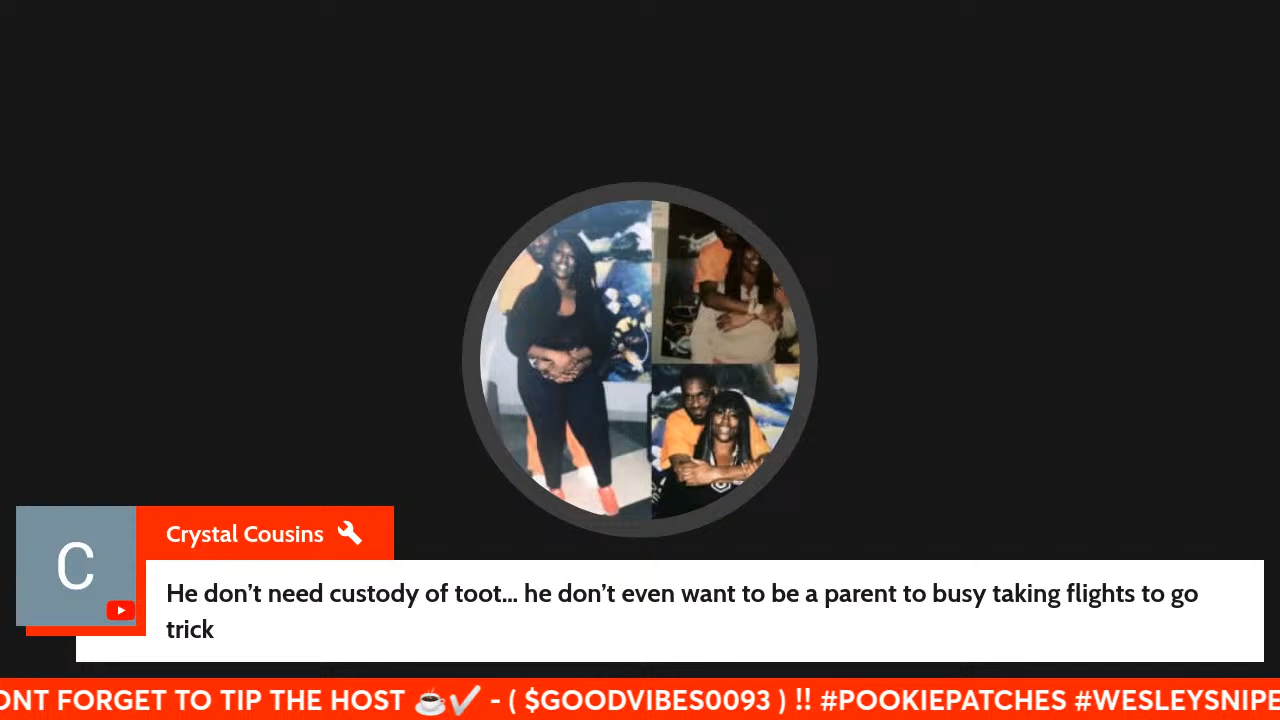 C
Crystal Cousins
He don’t need custody of toot... he don’t even want to be a parent to busy taking flights to go
trick
ONT FORGET TO TIP THE HOST ☕✔️ - ( $GOODVIBES0093 ) !! #POOKIEPATCHES #WESLEYSNIPE